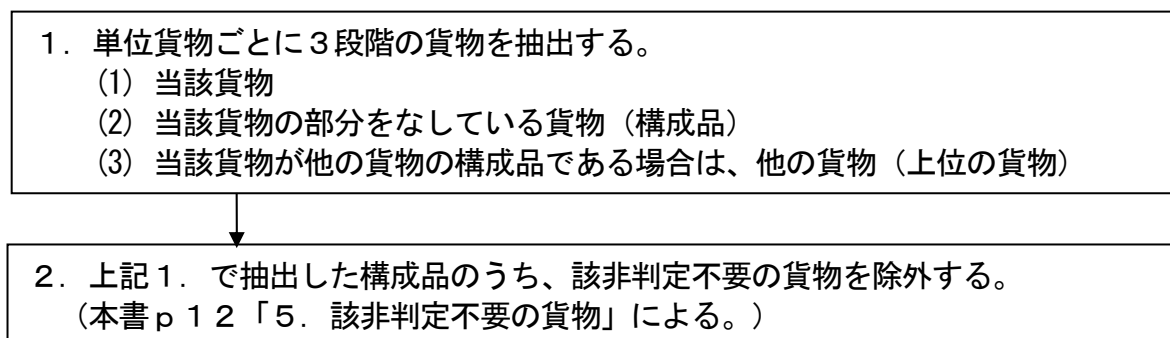 １．単位貨物ごとに３段階の貨物を抽出する。
(1) 当該貨物
(2) 当該貨物の部分をなしている貨物（構成品）
(3) 当該貨物が他の貨物の構成品である場合は、他の貨物（上位の貨物）
２．上記１．で抽出した構成品のうち、該非判定不要の貨物を除外する。
（本書ｐ１２「５．該非判定不要の貨物」による。）